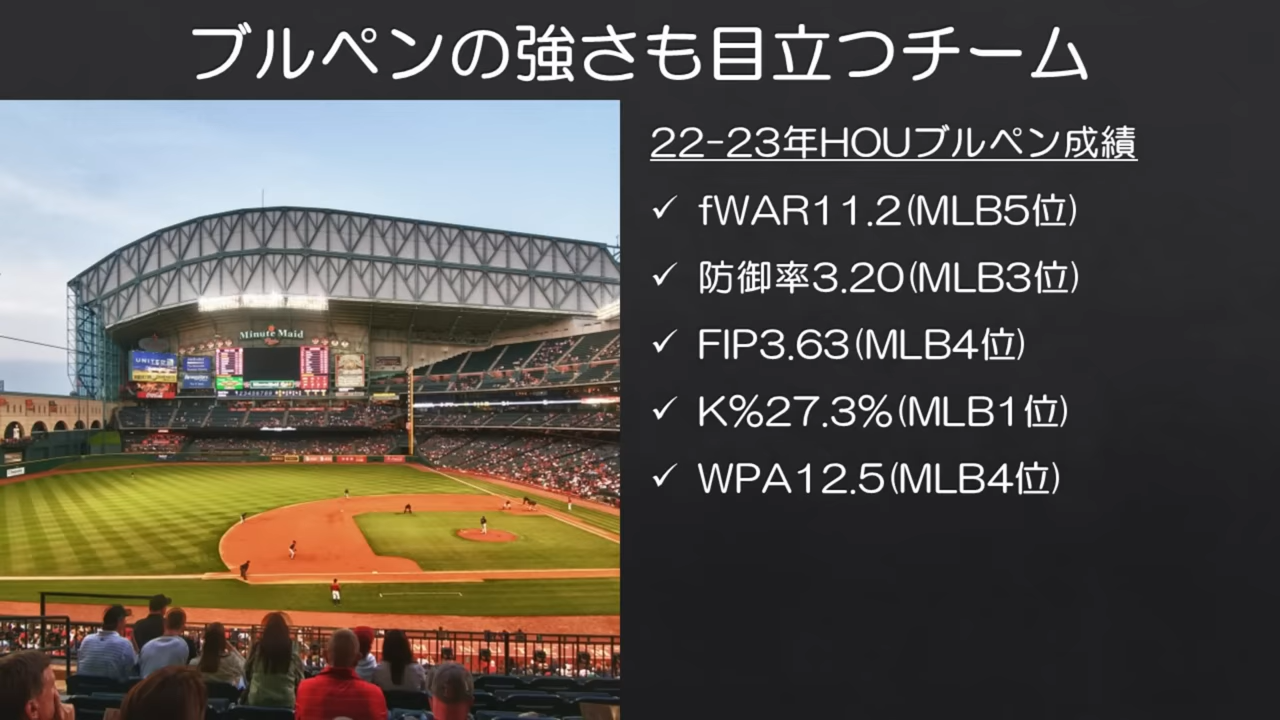 ブルペンの強さも目立つチーム
22-23年HOUブルペン成績
✓ fWAR11.2(MLB5位)
✓ 防御率3.20(MLB3位)
✓ FIP3.63(MLB4位)
✓ K%27.3%(MLB1位)
✓ WPA12.5(MLB4位)
Minute Maid
UNITED
Coca-Cola